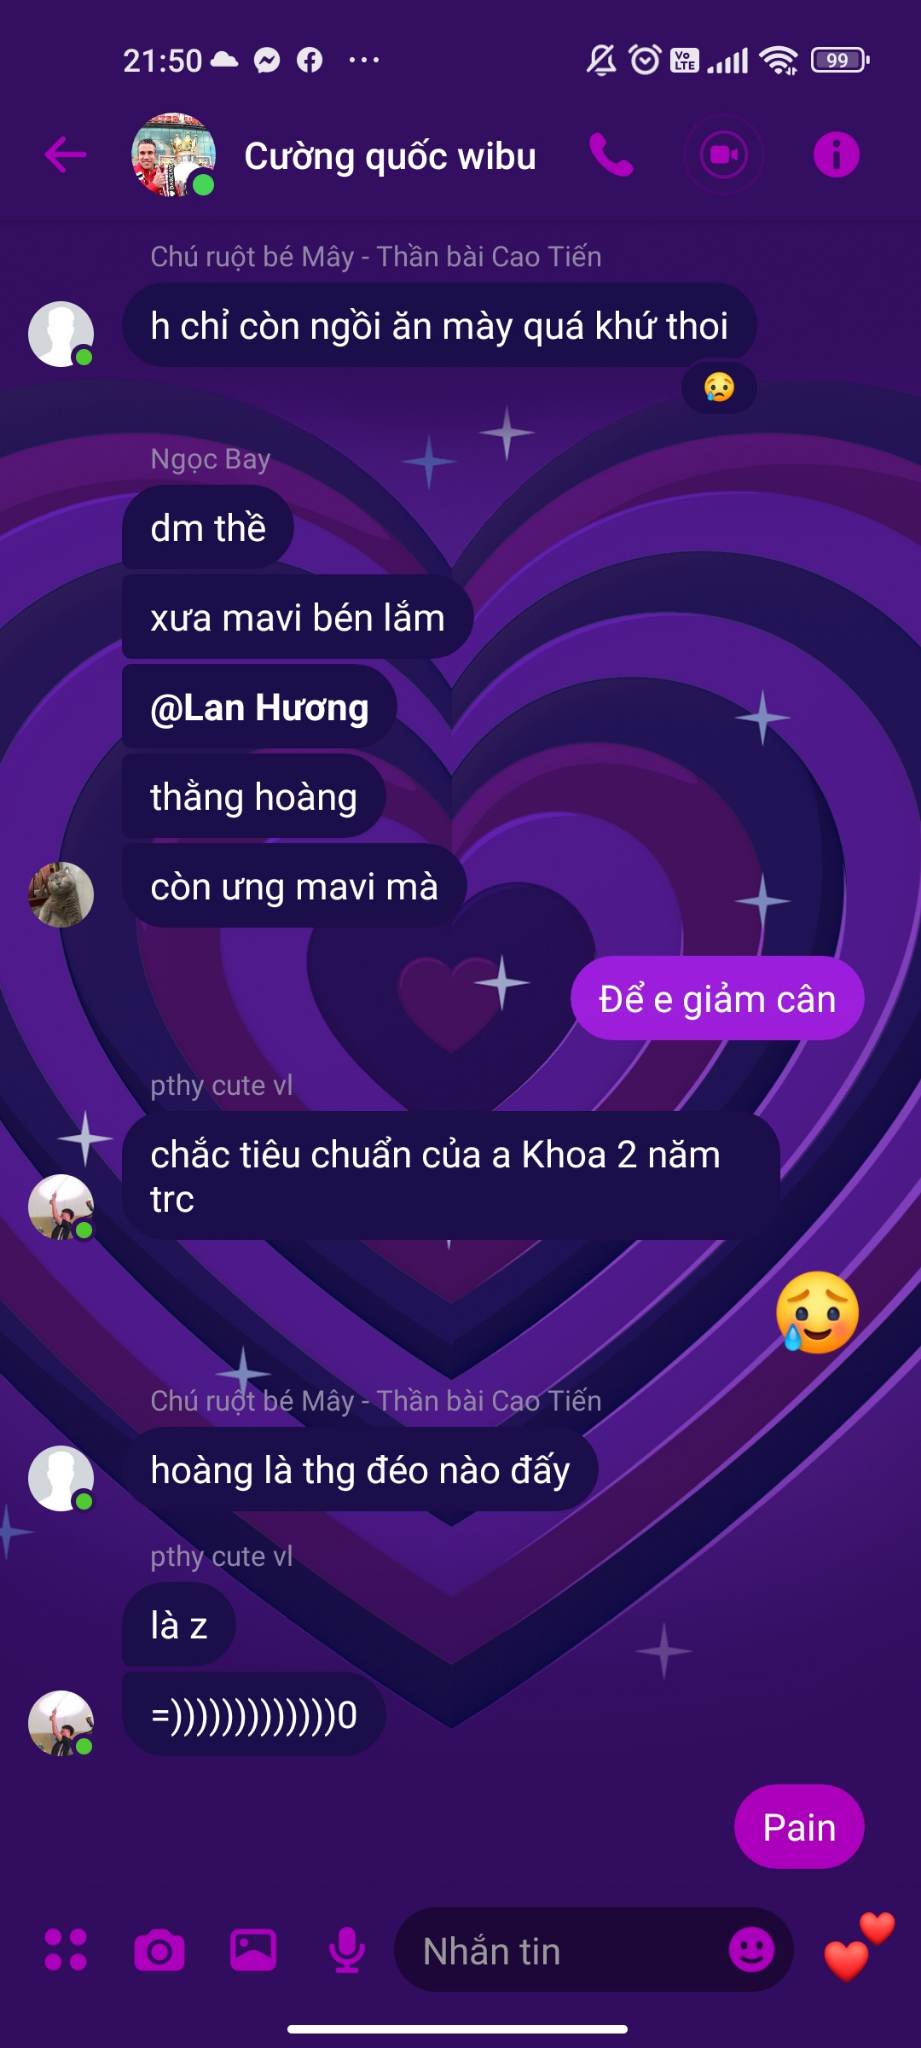 21:50
Vo LTE
99
Cường quốc wibu
Chú ruột bé Mây - Thần bài Cao Tiến
h chỉ còn ngồi ăn mày quá khứ thoi
Ngọc Bay
dm thề
xưa mavi bén lắm
@Lan Hương
thằng hoàng
còn ưng mavi mà
Để e giảm cân
pthy cute vl
chắc tiêu chuẩn của a Khoa 2 năm
trc
Chú ruột bé Mây - Thần bài Cao Tiến
hoàng là thg đéo nào đấy
pthy cute vl
là z
=)))))))))))))0
Pain
Nhắn tin